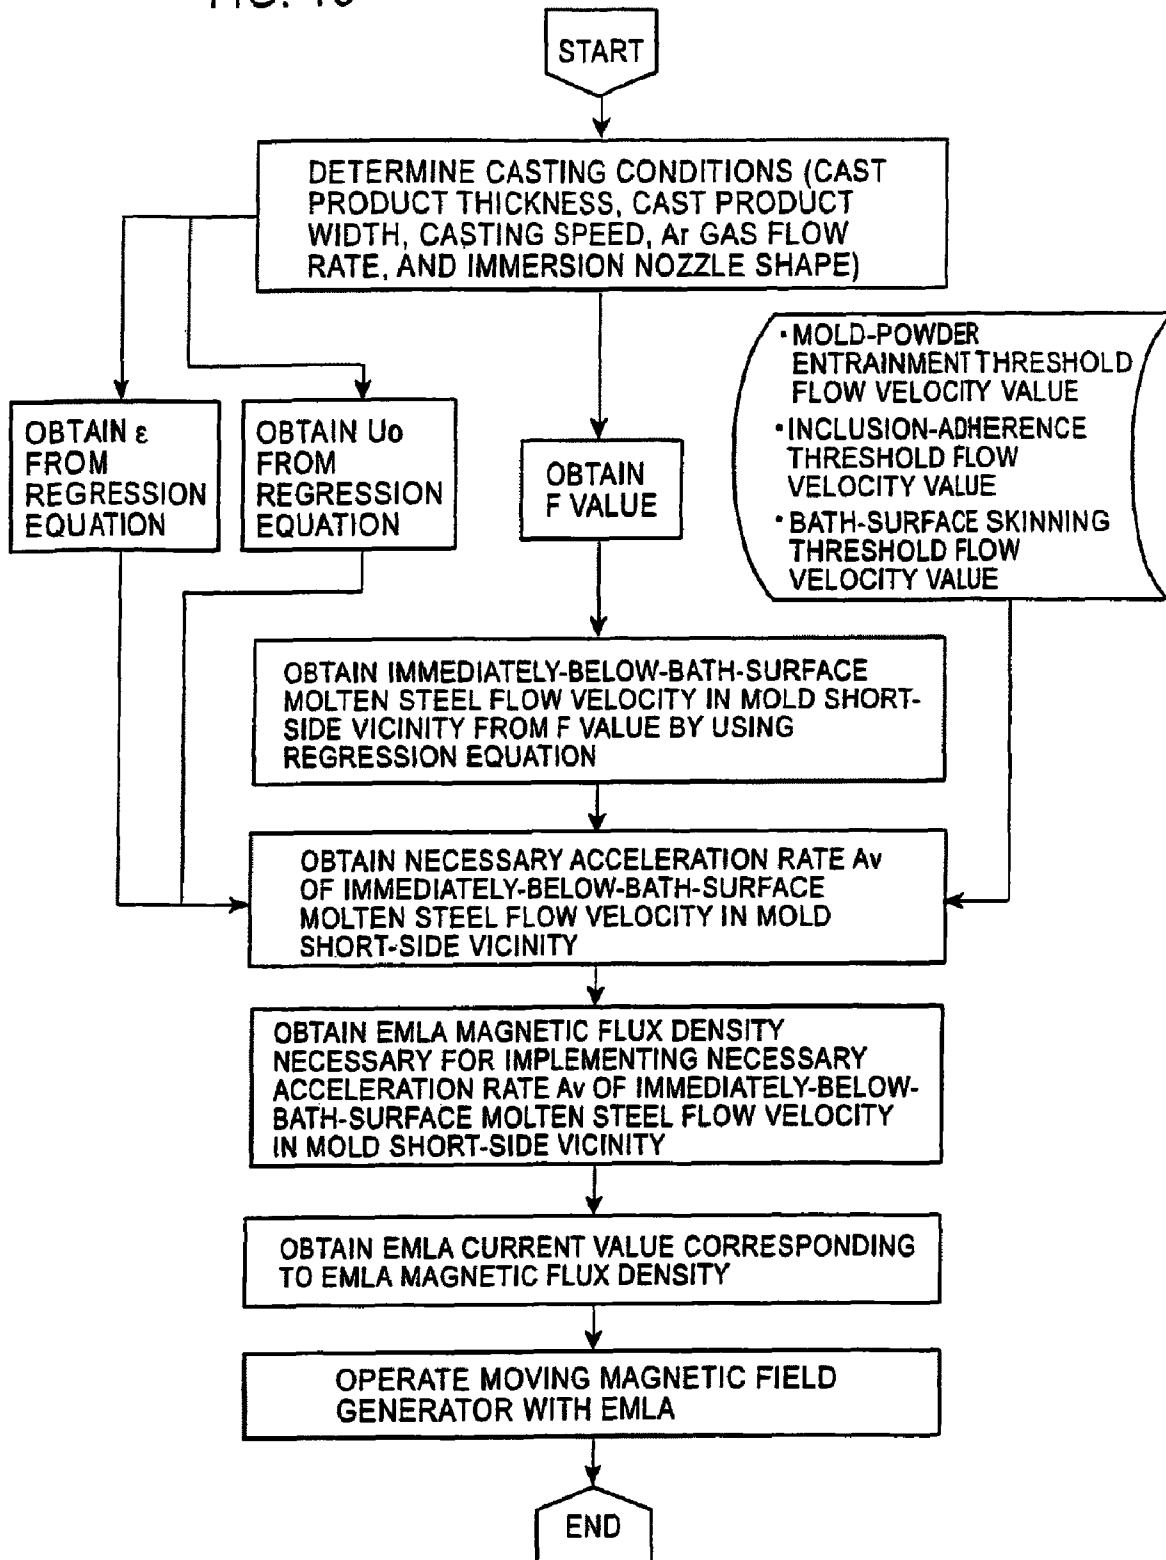 START
DETERMINE CASTING CONDITIONS (CAST
PRODUCT THICKNESS, CAST PRODUCT
WIDTH, CASTING SPEED, Ar GAS FLOW
RATE, AND IMMERSION NOZZLE SHAPE)
OBTAIN ε
FROM
REGRESSION
EQUATION
OBTAIN Uo
FROM
REGRESSION
EQUATION
OBTAIN
F VALUE
•MOLD-POWDER
ENTRAINMENT THRESHOLD
FLOW VELOCITY VALUE
•INCLUSION-ADHERENCE
THRESHOLD FLOW
VELOCITY VALUE
•BATH-SURFACE SKINNING
THRESHOLD FLOW
VELOCITY VALUE
OBTAIN IMMEDIATELY-BELOW-BATH-SURFACE
MOLTEN STEEL FLOW VELOCITY IN MOLD SHORT-
SIDE VICINITY FROM F VALUE BY USING
REGRESSION EQUATION
OBTAIN NECESSARY ACCELERATION RATE Av
OF IMMEDIATELY-BELOW-BATH-SURFACE
MOLTEN STEEL FLOW VELOCITY IN MOLD
SHORT-SIDE VICINITY
OBTAIN EMLA MAGNETIC FLUX DENSITY
NECESSARY FOR IMPLEMENTING NECESSARY
ACCELERATION RATE Av OF IMMEDIATELY-BELOW-
BATH-SURFACE MOLTEN STEEL FLOW VELOCITY
IN MOLD SHORT-SIDE VICINITY
OBTAIN EMLA CURRENT VALUE CORRESPONDING
TO EMLA MAGNETIC FLUX DENSITY
OPERATE MOVING MAGNETIC FIELD
GENERATOR WITH EMLA
END